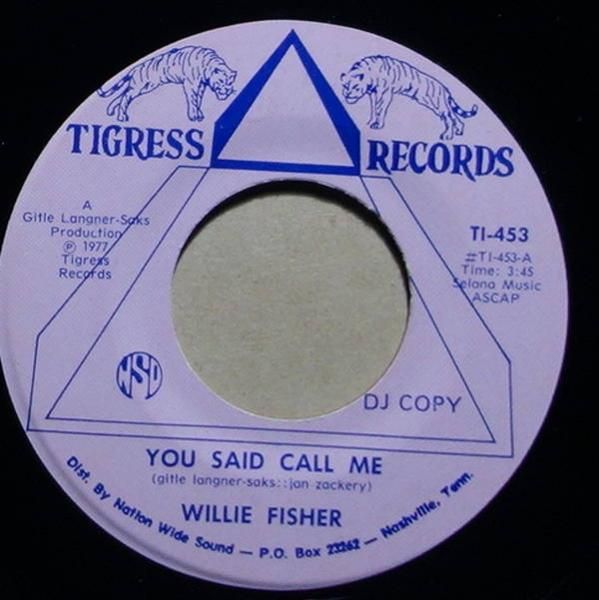 TIGRESS RECORDS
A
Gitle Langner-Saks
Production
℗ 1977
Tigress
Records
TI-453
#TI-453-A
Time: 3:45
Selana Music
ASCAP
NSD
DJ COPY
YOU SAID CALL ME
(gitle langner-saks::jan zackery)
WILLIE FISHER
Dist. By Nation Wide Sound — P.O. Box 23262 — Nashville, Tenn.